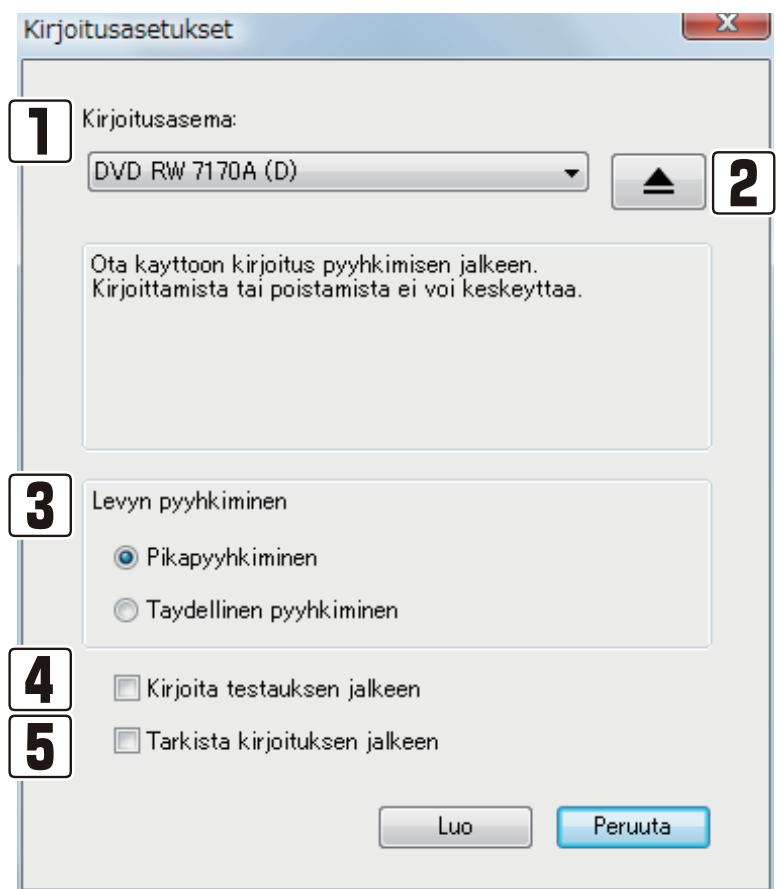 Kirjoitusasetukset
X
1
Kirjoitusasema:
DVD RW 7170A (D)
2
Ota kayttoon kirjoitus pyyhkimisen jalkeen.
Kirjoittamista tai poistamista ei voi keskeyttaa.
3
Levyn pyyhkiminen
Pikapyyhkiminen
Taydellinen pyyhkiminen
4
Kirjoita testauksen jalkeen
5
Tarkista kirjoituksen jalkeen
Luo
Peruuta